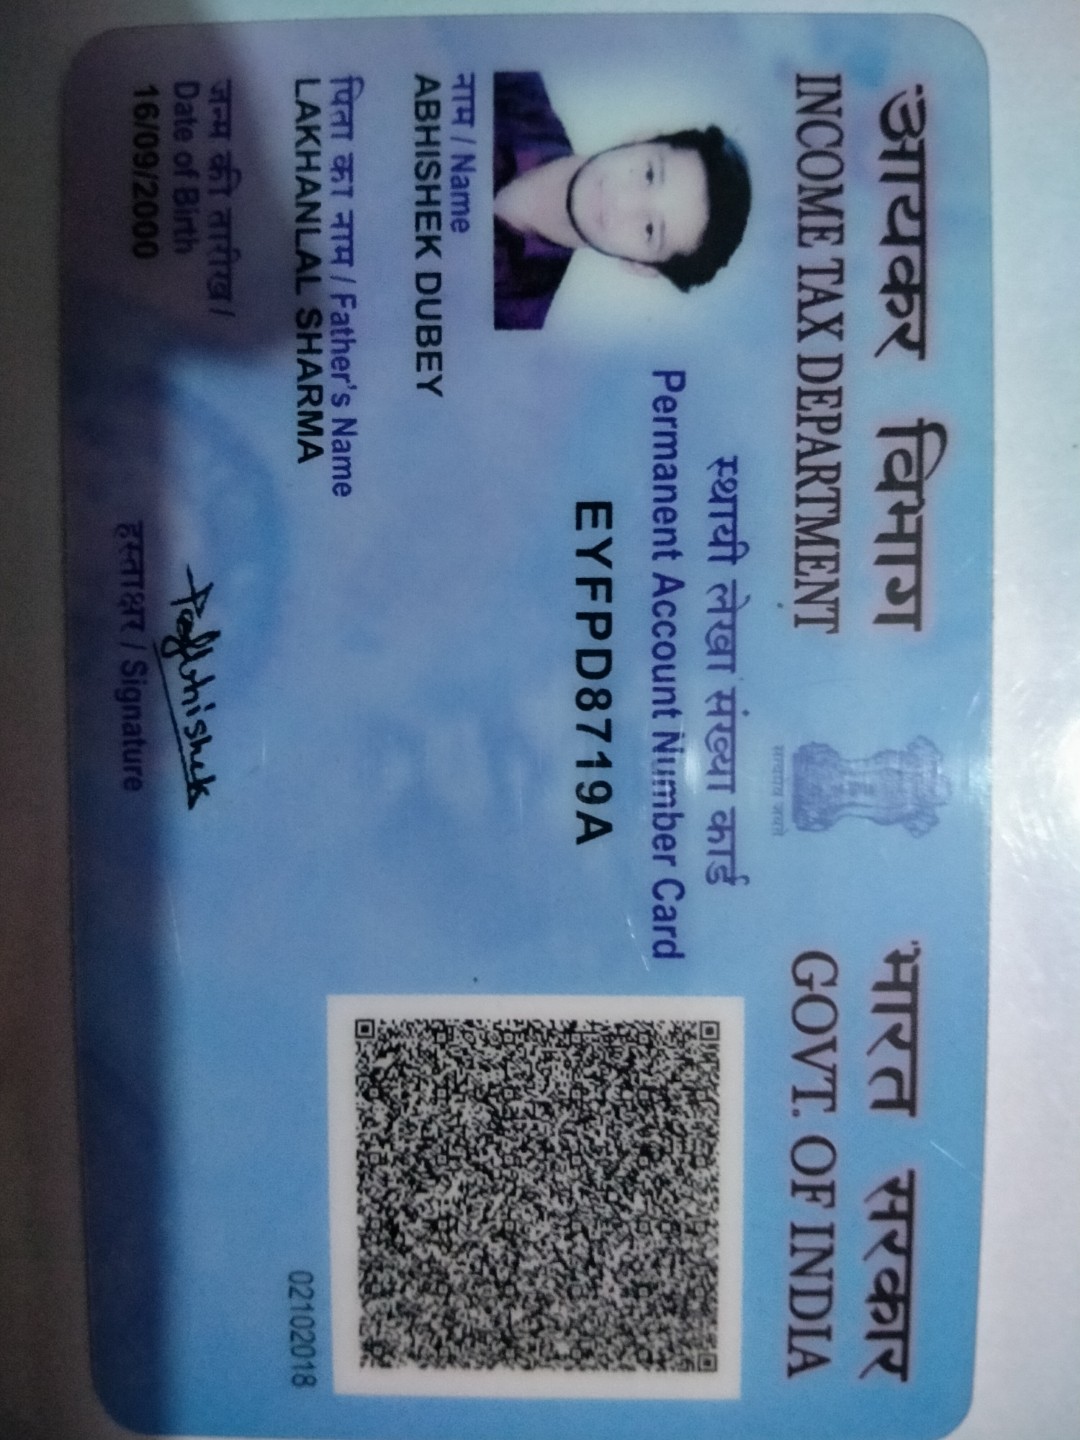 आयकर विभाग
INCOME TAX DEPARTMENT
सत्यमेव जयते
भारत सरकार
GOVT. OF INDIA
स्थायी लेखा संख्या कार्ड
Permanent Account Number Card
EYFPD8719A
नाम / Name
ABHISHEK DUBEY
पिता का नाम / Father's Name
LAKHANLAL SHARMA
जन्म की तारीख /
Date of Birth
16/09/2000
Abhishek
हस्ताक्षर / Signature
02102018